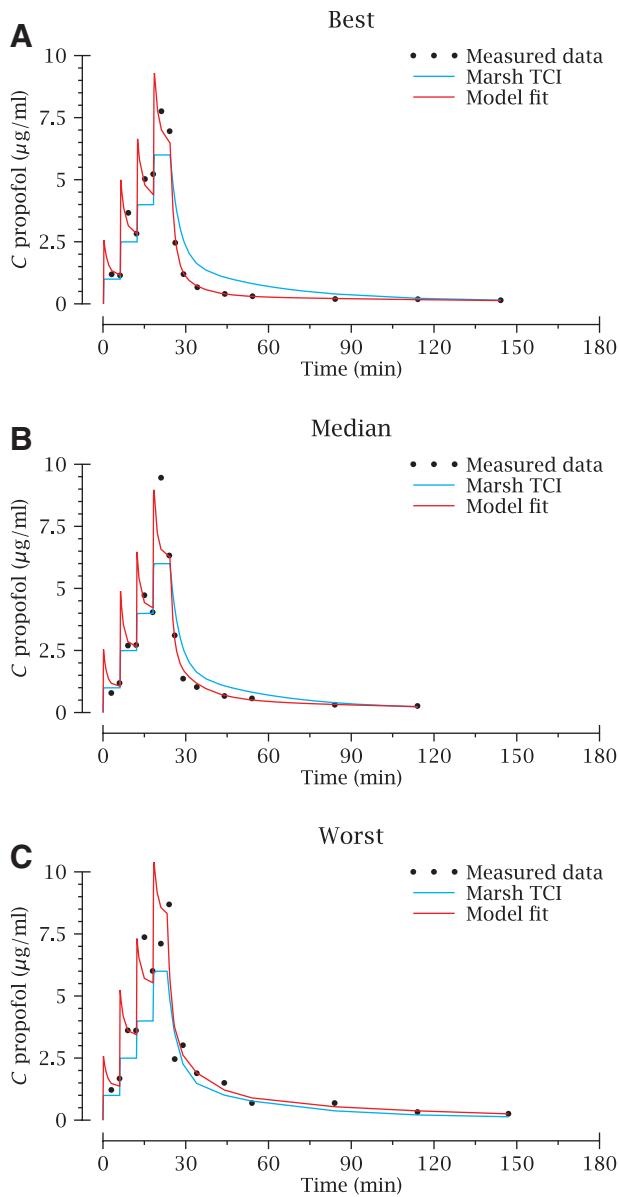 A
Best
Measured data
Marsh TCI
Model fit
C propofol (µg/ml)
10
7.5
5
2.5
0
0 30 60 90 120 150 180
Time (min)
B
Median
Measured data
Marsh TCI
Model fit
C propofol (µg/ml)
10
7.5
5
2.5
0
0 30 60 90 120 150 180
Time (min)
C
Worst
Measured data
Marsh TCI
Model fit
C propofol (µg/ml)
10
7.5
5
2.5
0
0 30 60 90 120 150 180
Time (min)